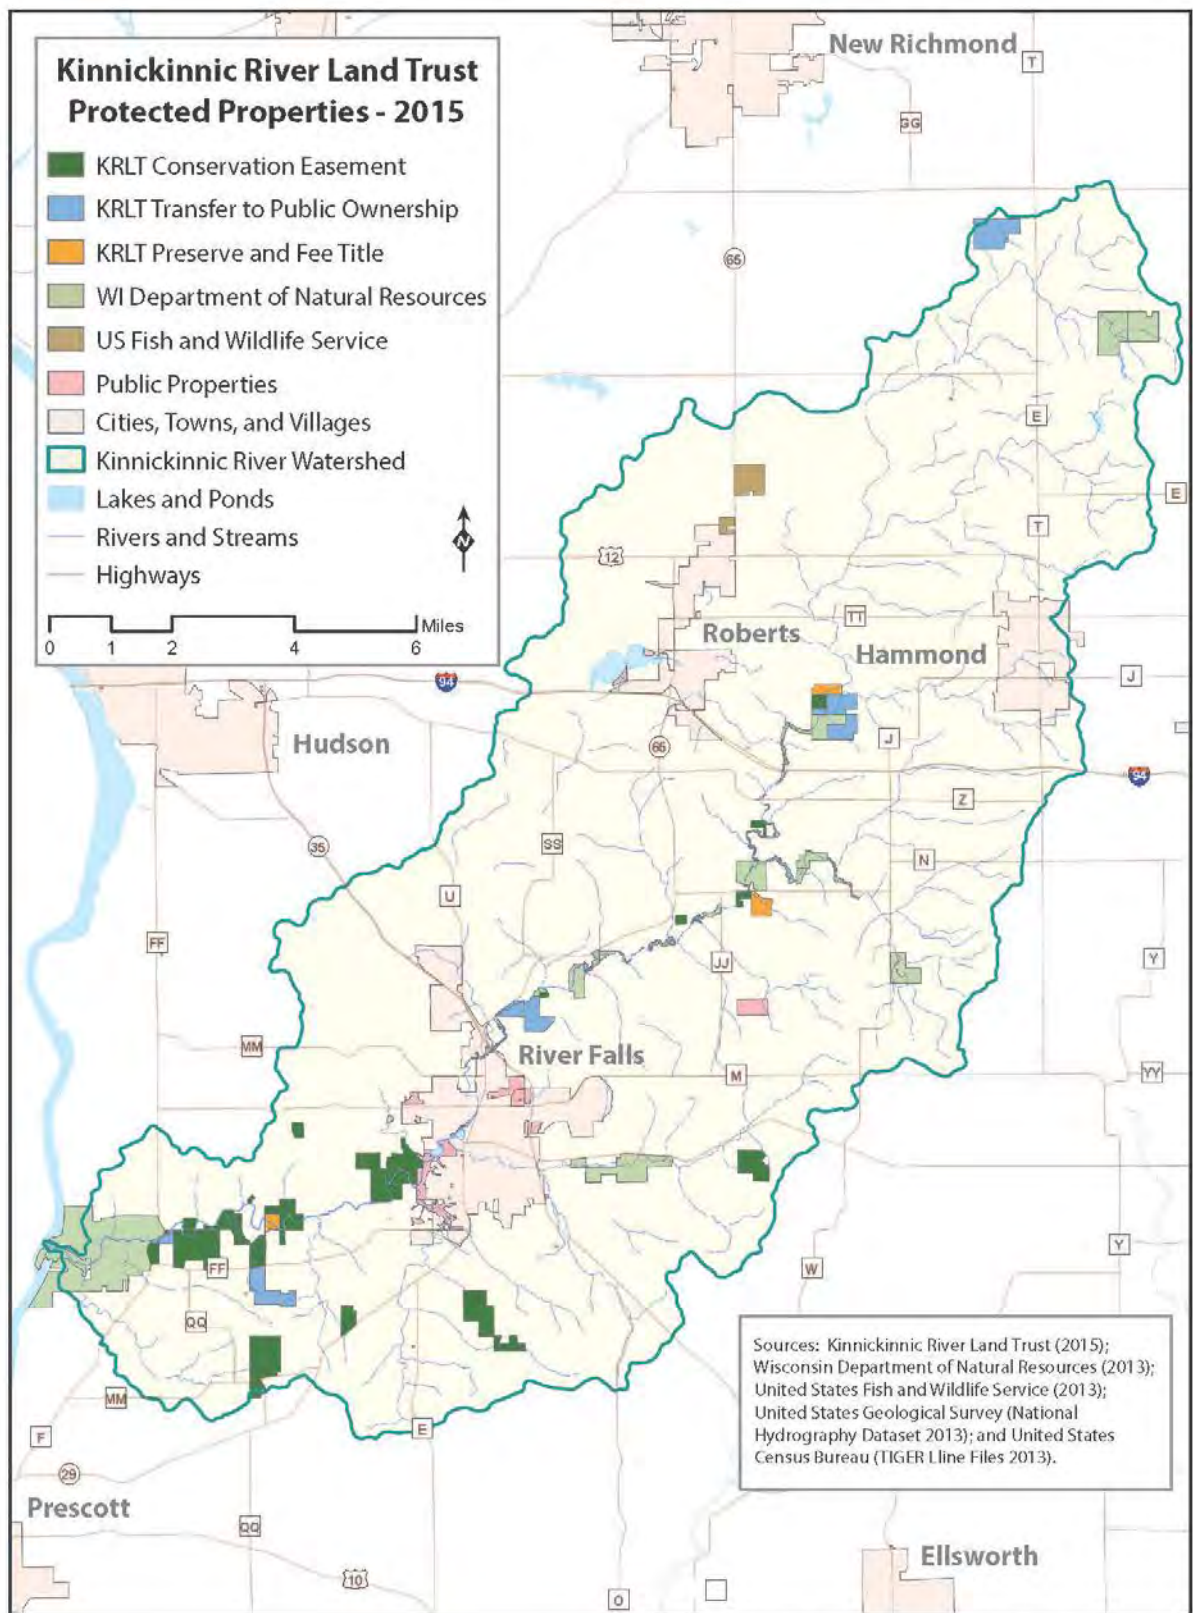 Kinnickinnic River Land Trust
Protected Properties - 2015
KRLT Conservation Easement
KRLT Transfer to Public Ownership
KRLT Preserve and Fee Title
WI Department of Natural Resources
US Fish and Wildlife Service
Public Properties
Cities, Towns, and Villages
Kinnickinnic River Watershed
Lakes and Ponds
Rivers and Streams
Highways
N
0 1 2 4 6 Miles
New Richmond
T
GG
65
E
E
T
12
TT
Roberts
Hammond
J
94
Hudson
J
65
94
Z
35
SS
N
U
FF
JJ
Y
MM
River Falls
M
YY
FF
W
Y
QQ
MM
E
F
29
Prescott
QQ
10
O
Ellsworth
Sources: Kinnickinnic River Land Trust (2015);
Wisconsin Department of Natural Resources (2013);
United States Fish and Wildlife Service (2013);
United States Geological Survey (National
Hydrography Dataset 2013); and United States
Census Bureau (TIGER Lline Files 2013).